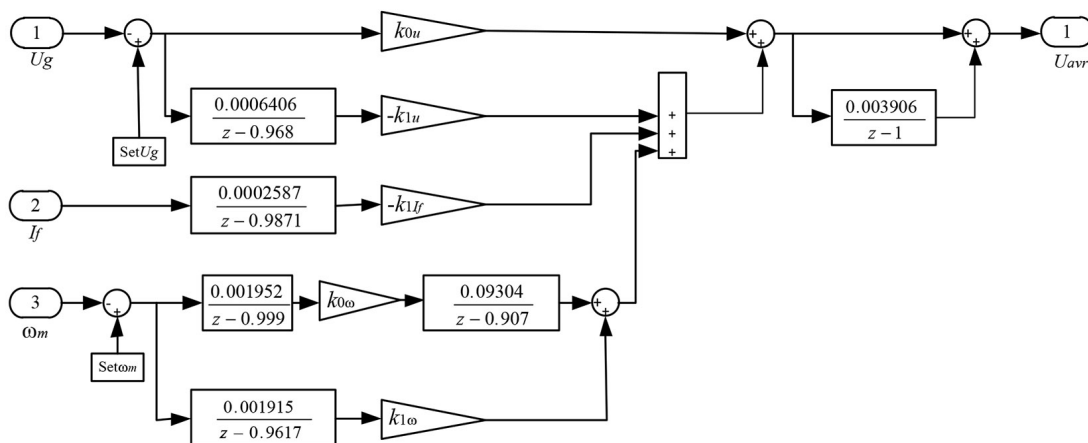 1
Ug
-
+
SetUg
k0u
0.0006406
z – 0.968
-k1u
+
+
+
+
+
+
+
1
Uavr
0.003906
z – 1
2
If
0.0002587
z – 0.9871
-k1If
3
ωm
-
+
Setωm
0.001952
z – 0.999
k0ω
0.09304
z – 0.907
+
+
0.001915
z – 0.9617
k1ω